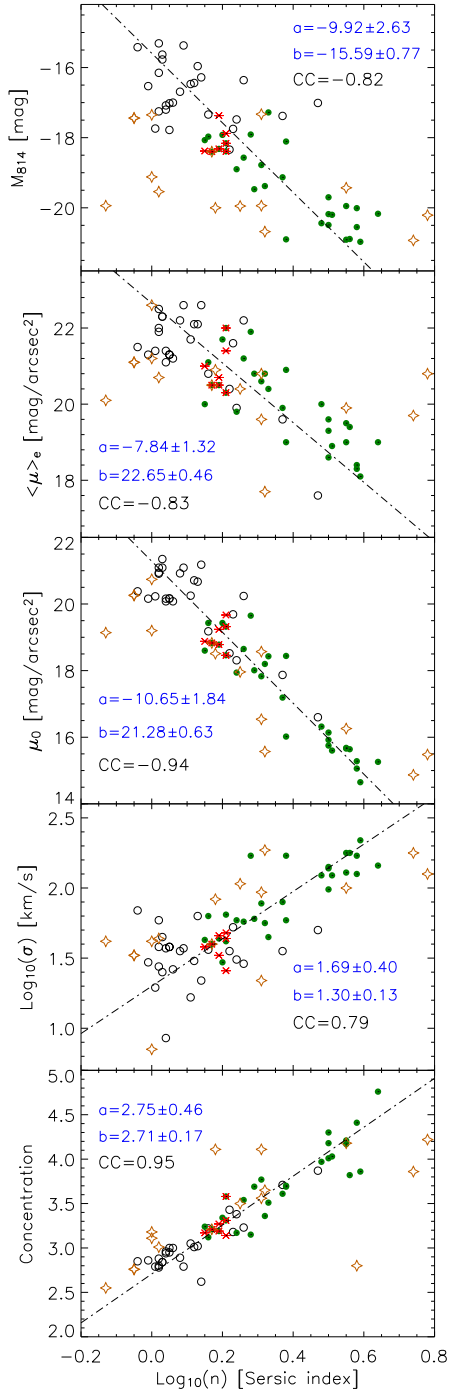 -16
-18
-20
M814 [mag]
a=-9.92±2.63
b=-15.59±0.77
CC=-0.82
22
20
18
<μ>e [mag/arcsec2]
a=-7.84±1.32
b=22.65±0.46
CC=-0.83
22
20
18
16
14
μ0 [mag/arcsec2]
a=-10.65±1.84
b=21.28±0.63
CC=-0.94
2.5
2.0
1.5
1.0
Log10(σ) [km/s]
a=1.69±0.40
b=1.30±0.13
CC=0.79
5.0
4.5
4.0
3.5
3.0
2.5
2.0
Concentration
a=2.75±0.46
b=2.71±0.17
CC=0.95
-0.2 0.0 0.2 0.4 0.6 0.8
Log10(n) [Sersic index]